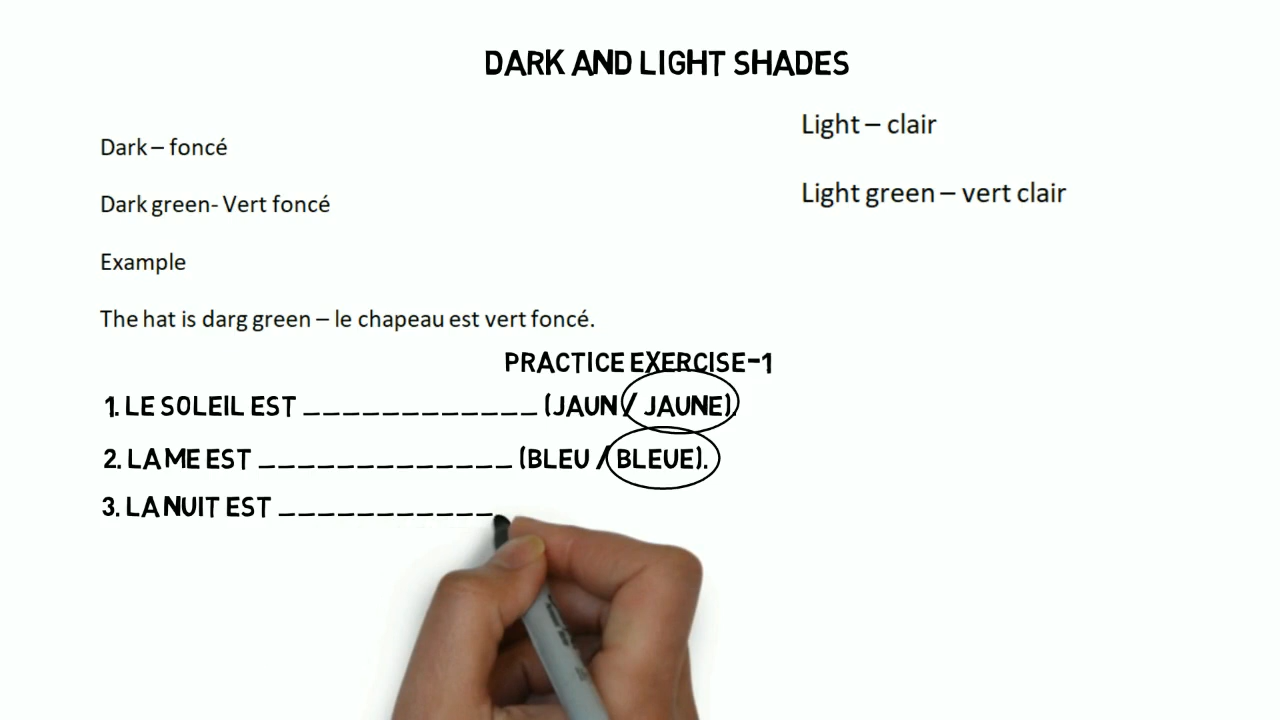 DARK AND LIGHT SHADES
Light – clair
Dark – foncé
Light green – vert clair
Dark green- Vert foncé
Example
The hat is darg green – le chapeau est vert foncé.
PRACTICE EXERCISE-1
1. LE SOLEIL EST ____________ (JAUN / JAUNE).
2. LA ME EST _____________ (BLEU / BLEUE).
3. LA NUIT EST ___________